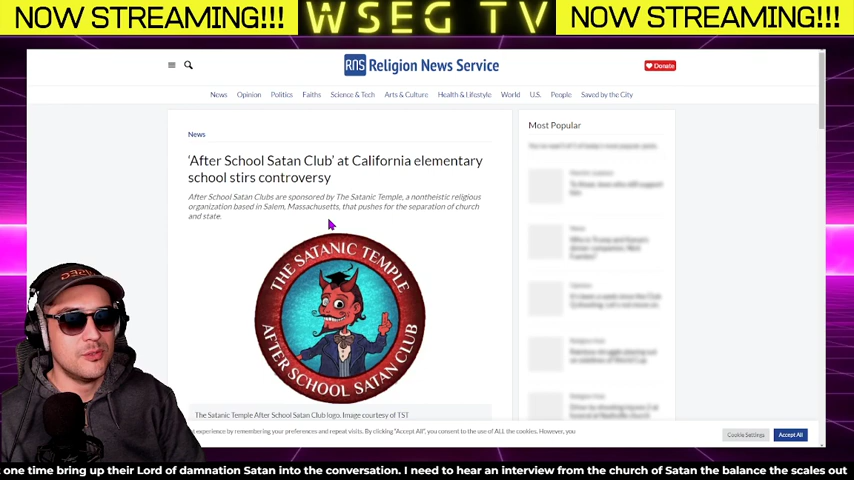 NOW STREAMING!!!
WSEG TV
NOW STREAMING!!!
RNS Religion News Service
Donate
News Opinion Politics Faiths Science & Tech Arts & Culture Health & Lifestyle World U.S. People Saved by the City
News
Most Popular
'After School Satan Club' at California elementary
school stirs controversy
After School Satan Clubs are sponsored by The Satanic Temple, a nontheistic religious
organization based in Salem, Massachusetts, that pushes for the separation of church
and state.
THE SATANIC TEMPLE
AFTER SCHOOL SATAN CLUB
The Satanic Temple After School Satan Club logo. Image courtesy of TST
experience by remembering your preferences and repeat visits. By clicking "Accept All", you consent to the use of ALL the cookies. However, you
Cookie Settings
Accept All
one time bring up their Lord of damnation Satan into the conversation. I need to hear an interview from the church of Satan the balance the scales out